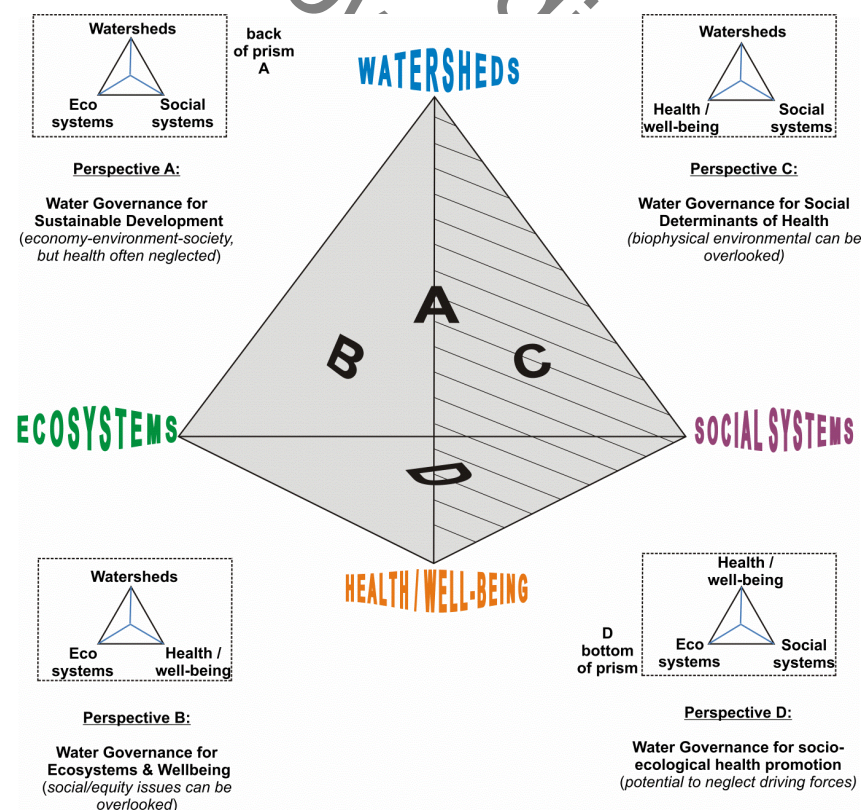 Watersheds
Eco
systems
Social
systems
back
of prism
A
Perspective A:
Water Governance for
Sustainable Development
(economy-environment-society,
but health often neglected)
WATERSHEDS
Watersheds
Health /
well-being
Social
systems
Perspective C:
Water Governance for Social
Determinants of Health
(biophysical environmental can be
overlooked)
A
B
C
D
ECOSYSTEMS
SOCIAL SYSTEMS
HEALTH / WELL-BEING
Watersheds
Eco
systems
Health /
well-being
Perspective B:
Water Governance for
Ecosystems & Wellbeing
(social/equity issues can be
overlooked)
D
bottom
of prism
Health /
well-being
Eco
systems
Social
systems
Perspective D:
Water Governance for socio-
ecological health promotion
(potential to neglect driving forces)